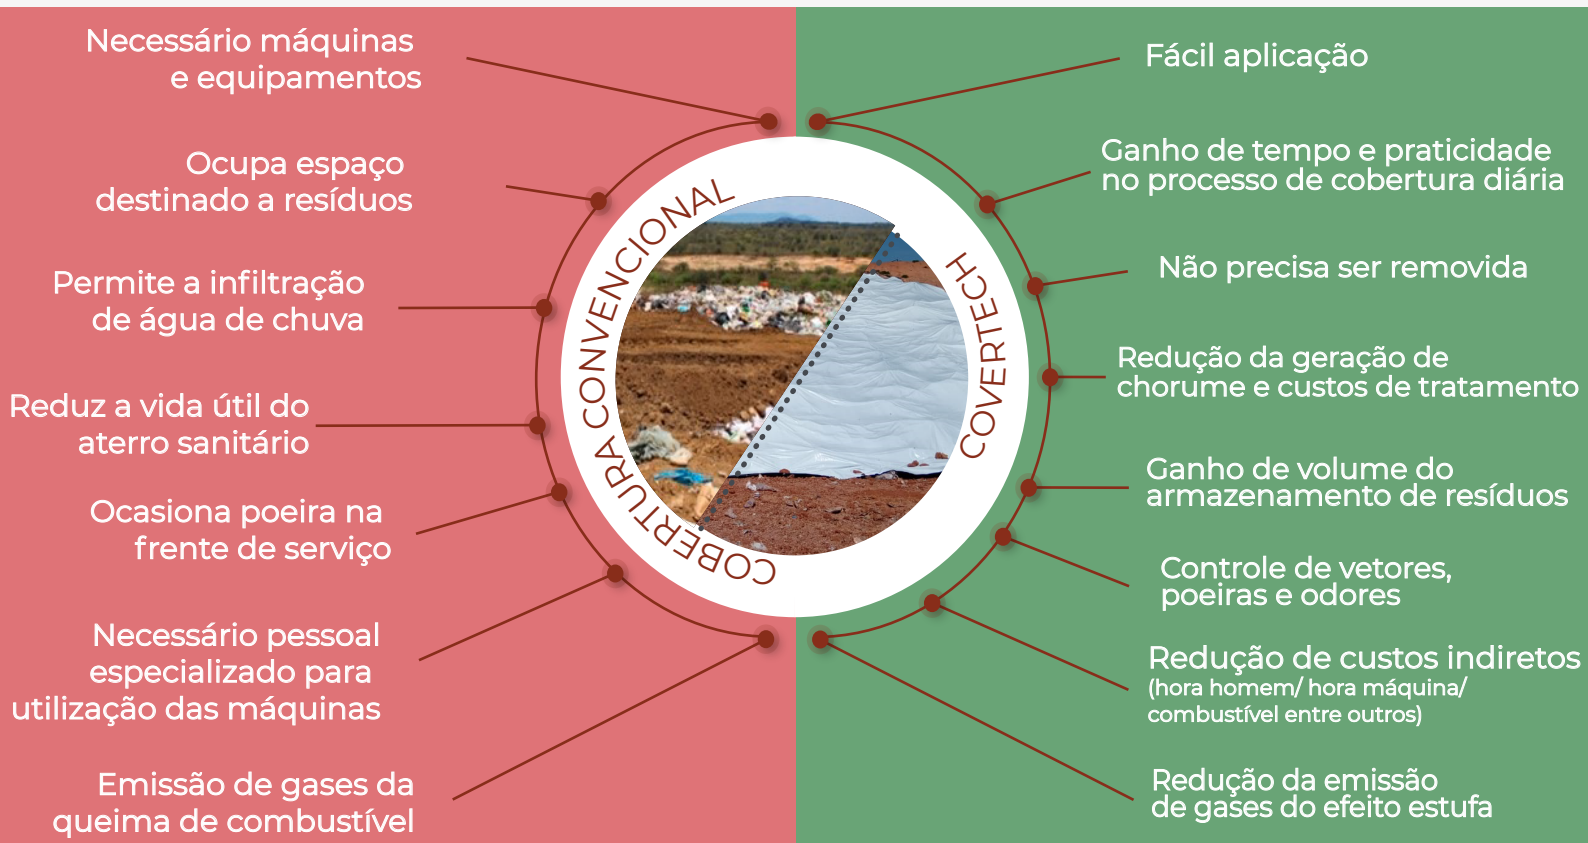 Necessário máquinas
e equipamentos
Ocupa espaço
destinado a resíduos
Permite a infiltração
de água de chuva
Reduz a vida útil do
aterro sanitário
Ocasiona poeira na
frente de serviço
Necessário pessoal
especializado para
utilização das máquinas
Emissão de gases da
queima de combustível
COBERTURA CONVENCIONAL
COVERTECH
Fácil aplicação
Ganho de tempo e praticidade
no processo de cobertura diária
Não precisa ser removida
Redução da geração de
chorume e custos de tratamento
Ganho de volume do
armazenamento de resíduos
Controle de vetores,
poeiras e odores
Redução de custos indiretos
(hora homem/ hora máquina/
combustível entre outros)
Redução da emissão
de gases do efeito estufa